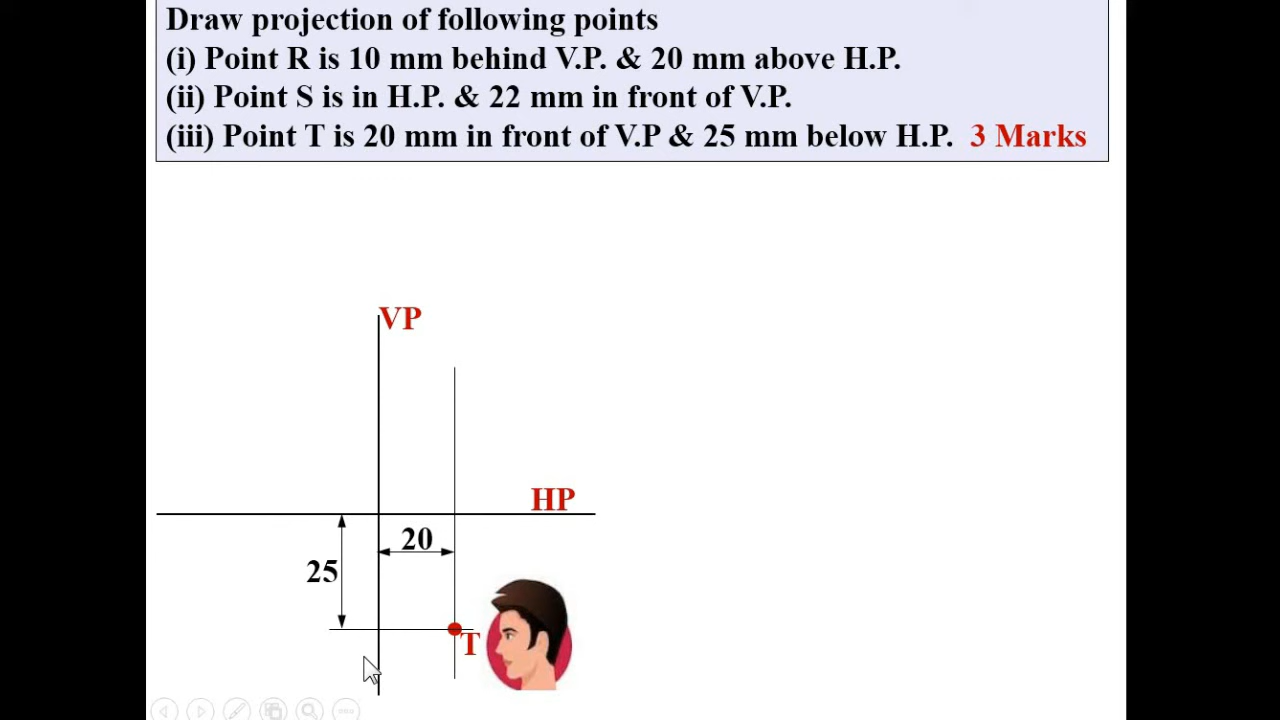 Draw projection of following points
(i) Point R is 10 mm behind V.P. & 20 mm above H.P.
(ii) Point S is in H.P. & 22 mm in front of V.P.
(iii) Point T is 20 mm in front of V.P & 25 mm below H.P. 3 Marks
VP
HP
20
25
T